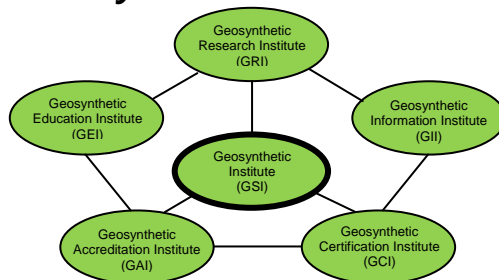 Geosynthetic
Research Institute
(GRI)
Geosynthetic
Education Institute
(GEI)
Geosynthetic
Information Institute
(GII)
Geosynthetic
Institute
(GSI)
Geosynthetic
Accreditation Institute
(GAI)
Geosynthetic
Certification Institute
(GCI)